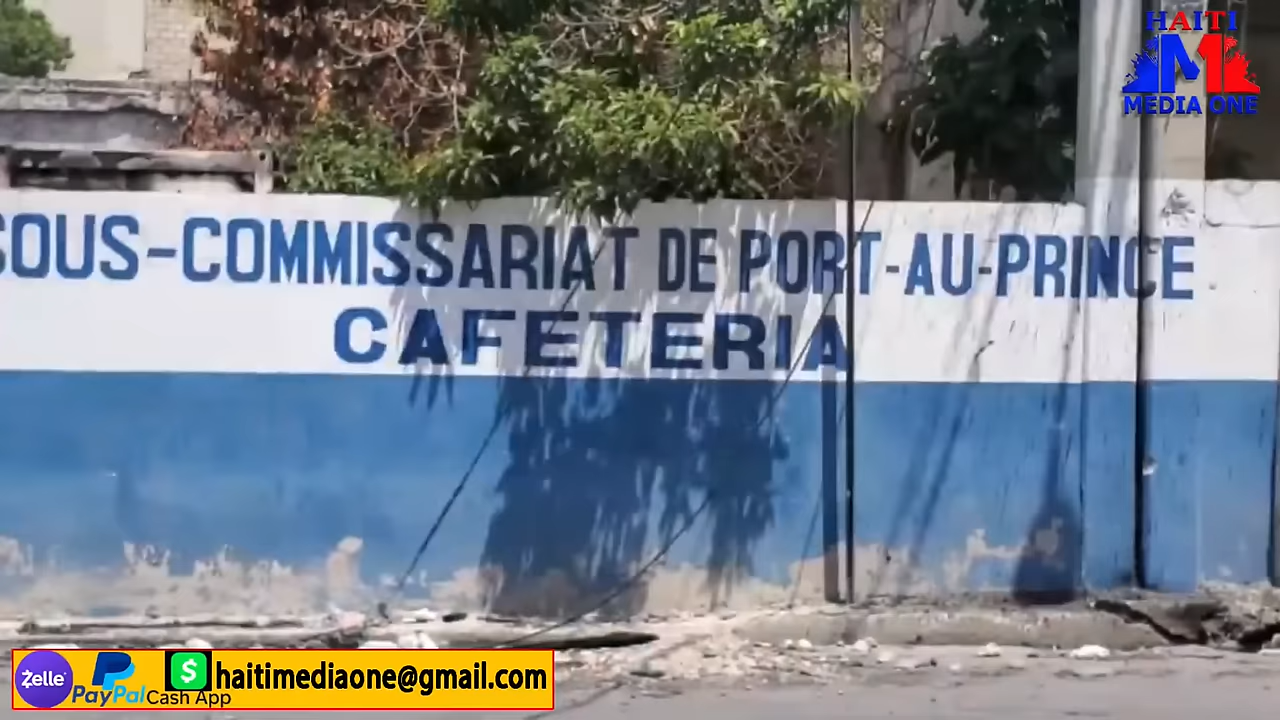 HAITI
M
MEDIA ONE
SOUS-COMMISSARIAT DE PORT-AU-PRINCE
CAFETERIA
Zelle
PayPal
$
Cash App
haitimediaone@gmail.com